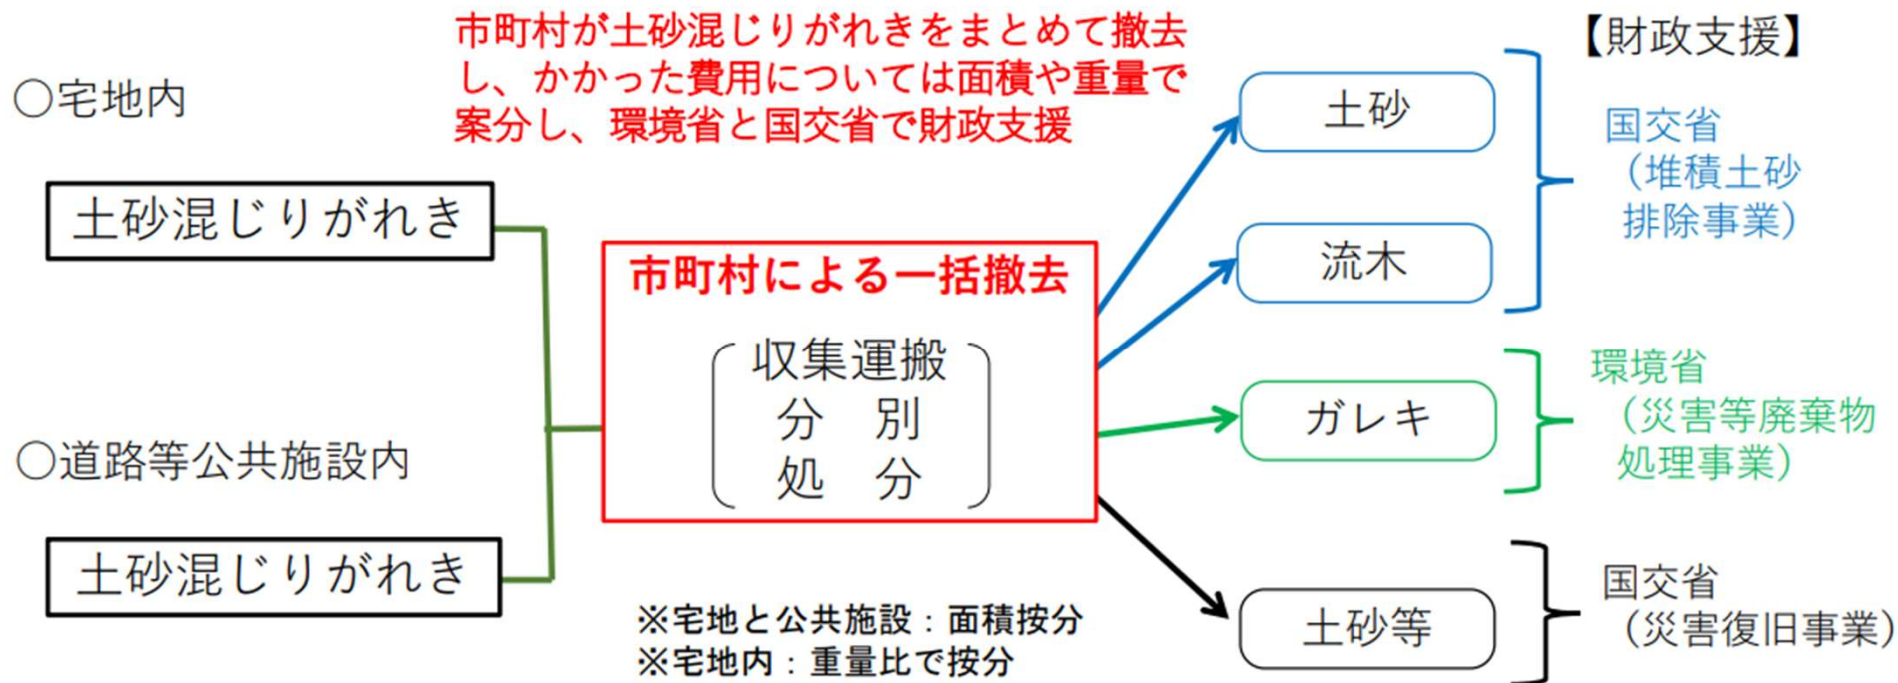 市町村が土砂混じりがれきをまとめて撤去
し、かかった費用については面積や重量で
案分し、環境省と国交省で財政支援
○宅地内
土砂混じりがれき
○道路等公共施設内
土砂混じりがれき
市町村による一括撤去
収集運搬
分　別
処　分
※宅地と公共施設：面積按分
※宅地内：重量比で按分
土砂
流木
ガレキ
土砂等
【財政支援】
国交省
（堆積土砂
排除事業）
環境省
（災害等廃棄物
処理事業）
国交省
（災害復旧事業）